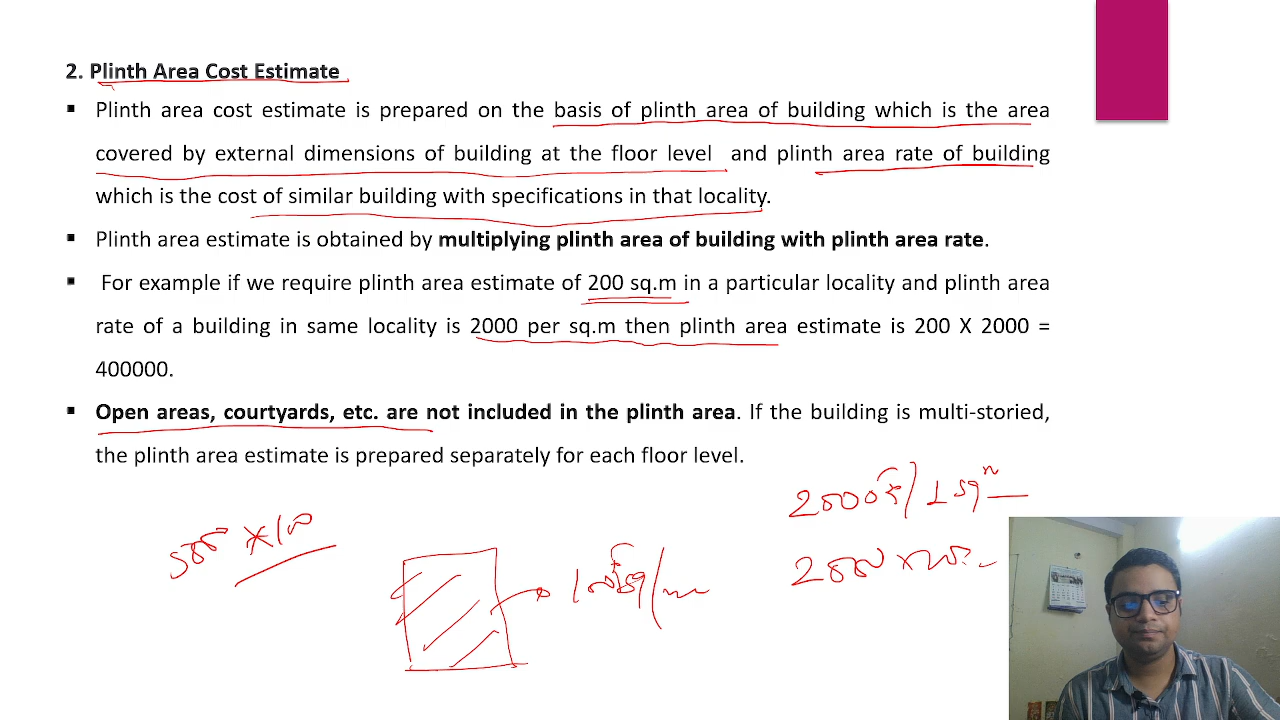 2. Plinth Area Cost Estimate
▪ Plinth area cost estimate is prepared on the basis of plinth area of building which is the area
covered by external dimensions of building at the floor level and plinth area rate of building
which is the cost of similar building with specifications in that locality.
▪ Plinth area estimate is obtained by multiplying plinth area of building with plinth area rate.
▪ For example if we require plinth area estimate of 200 sq.m in a particular locality and plinth area
rate of a building in same locality is 2000 per sq.m then plinth area estimate is 200 X 2000 =
400000.
▪ Open areas, courtyards, etc. are not included in the plinth area. If the building is multi-storied,
the plinth area estimate is prepared separately for each floor level.